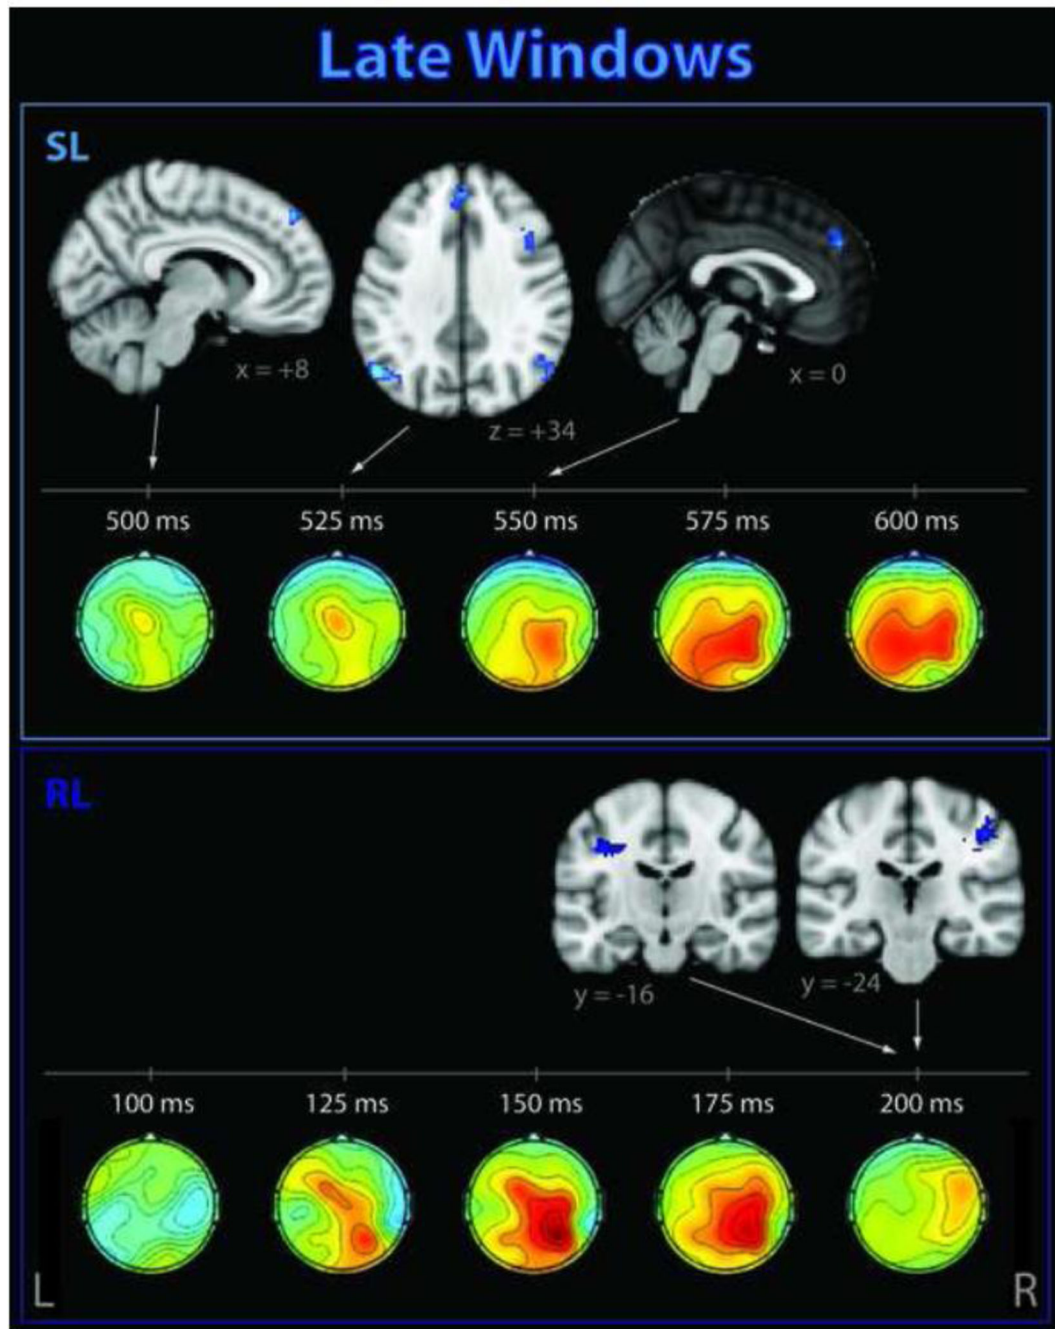 Late Windows
SL
x = +8
z = +34
x = 0
500 ms
525 ms
550 ms
575 ms
600 ms
RL
y = -16
y = -24
100 ms
125 ms
150 ms
175 ms
200 ms
L
R